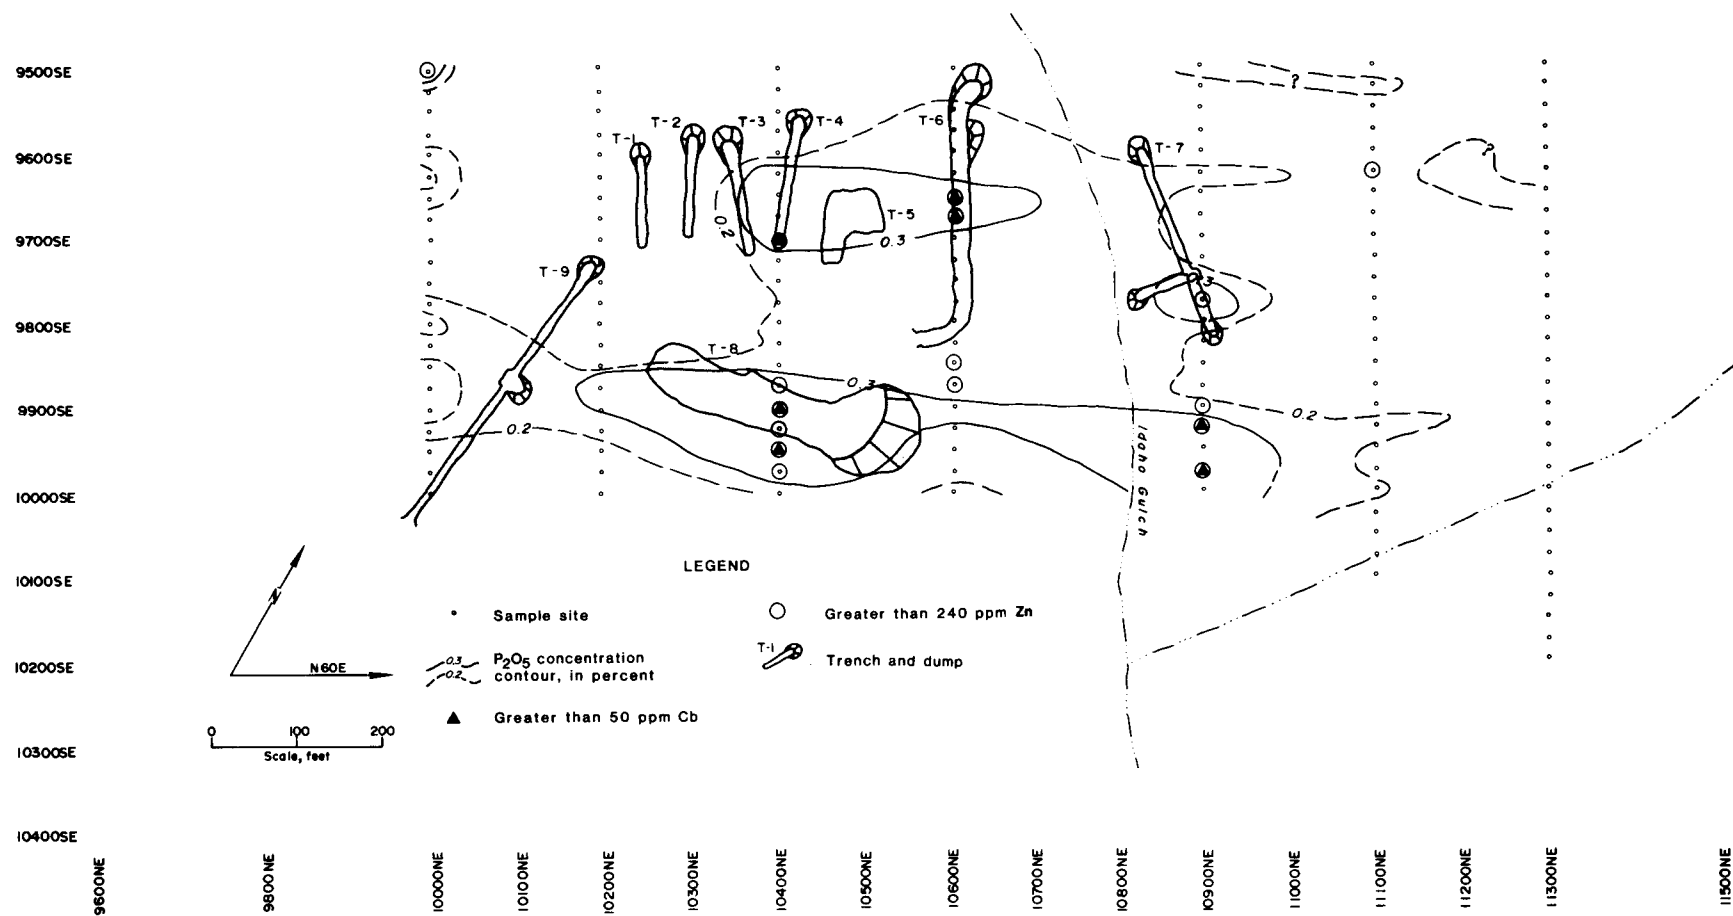 9500SE
9600SE
9700SE
9800SE
9900SE
10000SE
10100SE
10200SE
10300SE
10400SE
T-1
T-2
T-3
T-4
T-5
T-6
T-7
T-8
T-9
?
?
0.2
0.3
0.3
0.2
0.2
Idaho Gulch
N
N60E
0 100 200
Scale, feet
LEGEND
Sample site
0.3
0.2
P2O5 concentration
contour, in percent
Greater than 50 ppm Cb
Greater than 240 ppm Zn
T-1
Trench and dump
9600NE
9800NE
10000NE
10100NE
10200NE
10300NE
10400NE
10500NE
10600NE
10700NE
10800NE
10900NE
11000NE
11100NE
11200NE
11300NE
11500NE